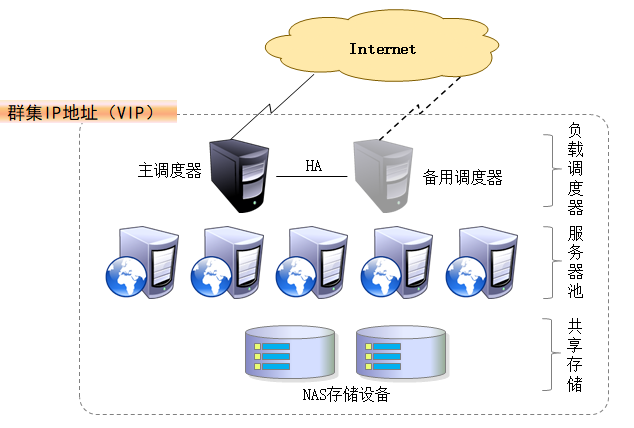 Internet
群集IP地址（VIP）
主调度器
HA
备用调度器
负载调度器
服务器池
共享存储
NAS存储设备